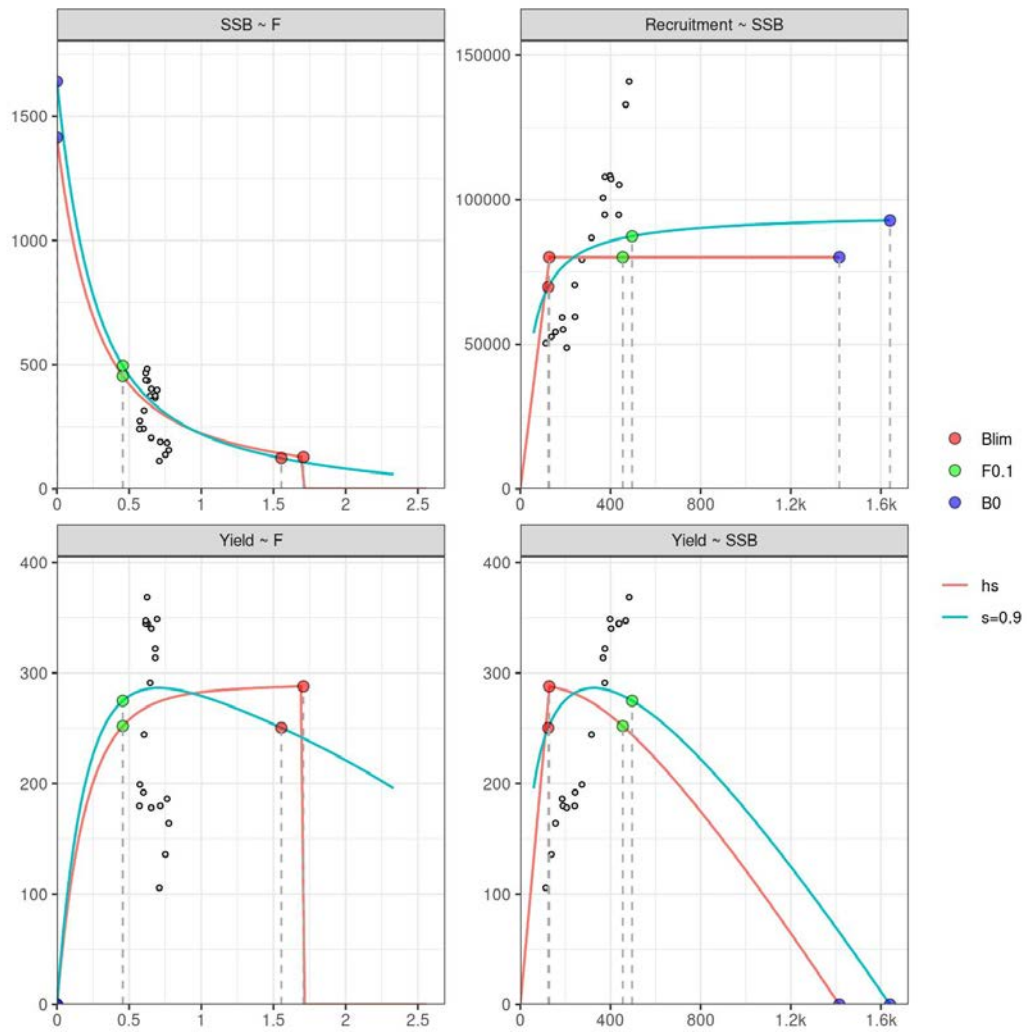 SSB ~ F
Recruitment ~ SSB
1500
1000
500
0
0
0.5
1
1.5
2
2.5
150000
100000
50000
0
0
400
800
1.2k
1.6k
Yield ~ F
Yield ~ SSB
400
300
200
100
0
0
0.5
1
1.5
2
2.5
400
300
200
100
0
0
400
800
1.2k
1.6k
Blim
F0.1
B0
hs
s=0.9